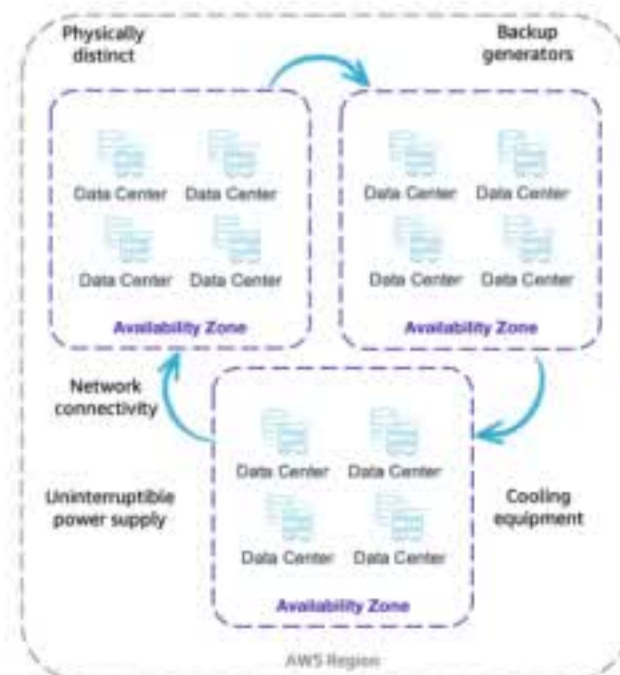 Physically
distinct
Backup
generators
Data Center Data Center
Data Center Data Center
Data Center Data Center
Data Center Data Center
Availability Zone
Availability Zone
Network
connectivity
Data Center Data Center
Uninterruptible
power supply
Cooling
equipment
Data Center Data Center
Availability Zone
AWS Region